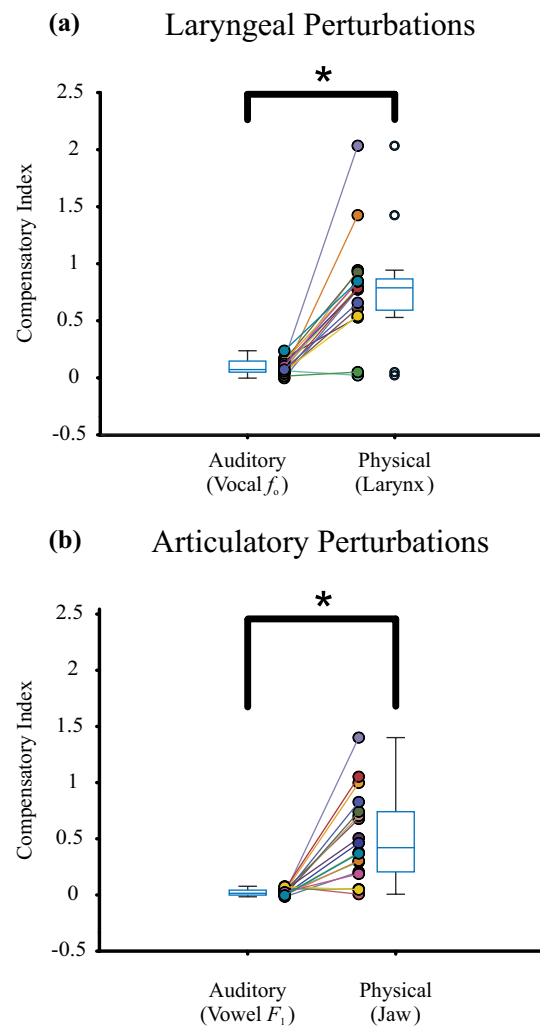 (a) Laryngeal Perturbations
*
2.5
2
1.5
1
0.5
0
-0.5
Compensatory Index
Auditory
(Vocal fₒ)
Physical
(Larynx)
(b) Articulatory Perturbations
*
2.5
2
1.5
1
0.5
0
-0.5
Compensatory Index
Auditory
(Vowel F₁)
Physical
(Jaw)